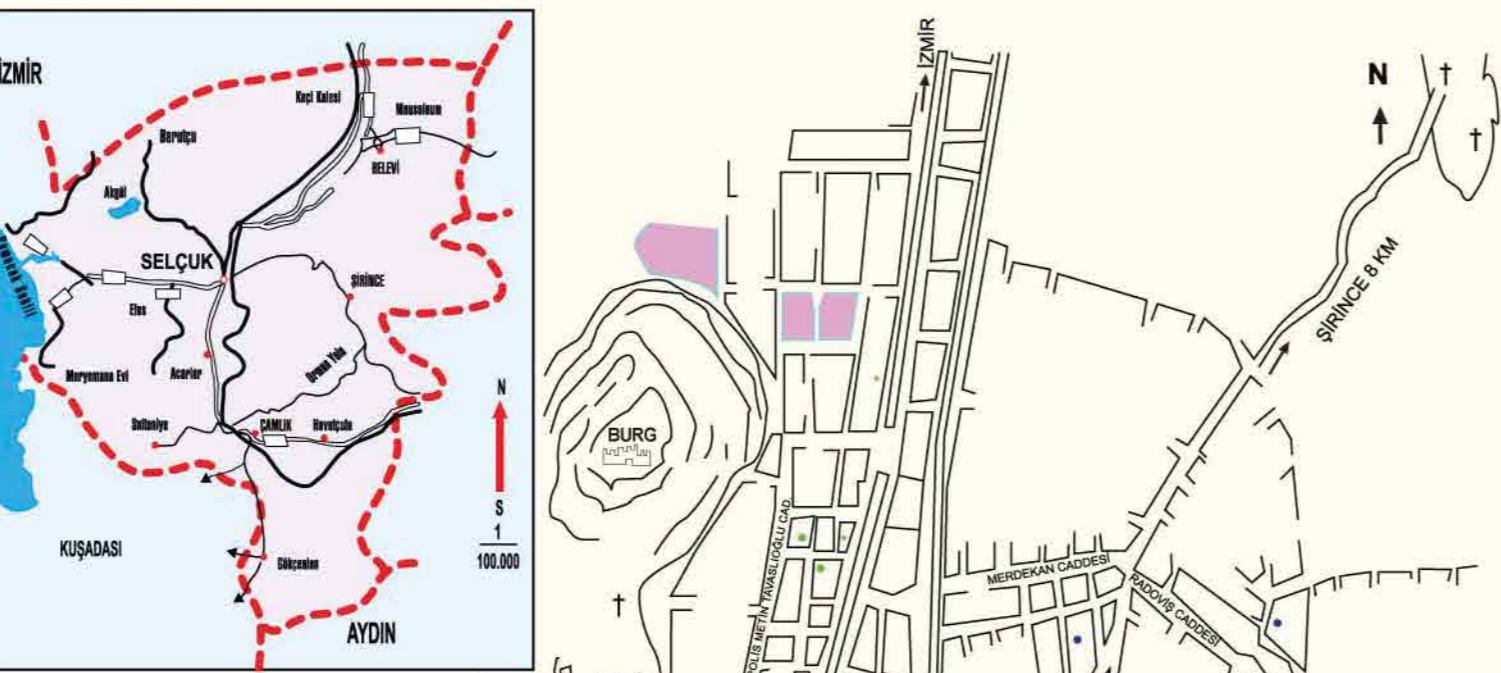 İZMİR
Keçi Kalesi
Mausoleum
Barutçu
BELEVİ
Akgöl
SELÇUK
ŞİRİNCE
Efes
Orman Yolu
Meryemana Evi
Acarlar
Sultaniye
ÇAMLIK
Havutçulu
N
S
1
100.000
KUŞADASI
Gökçealan
AYDIN
İZMİR
N
ŞİRİNCE 8 KM
BURG
POLİS METİN TAVASLIOĞLU CAD.
MERDEKAN CADDESİ
RADOVİŞ CADDESİ